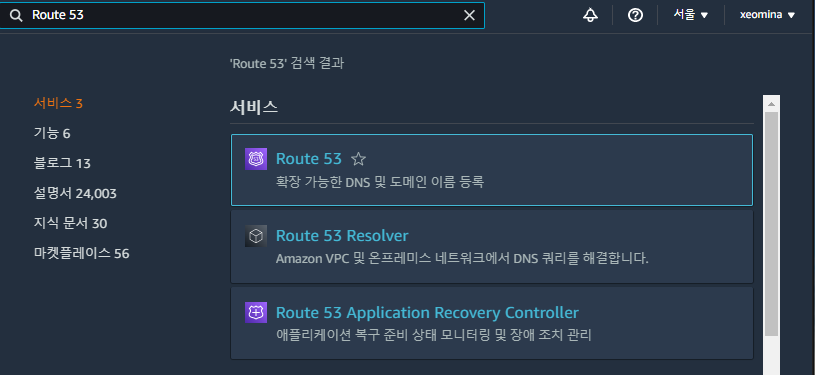 Route 53
서울
xeomina
'Route 53' 검색 결과
서비스 3
기능 6
블로그 13
설명서 24,003
지식 문서 30
마켓플레이스 56
서비스
Route 53
확장 가능한 DNS 및 도메인 이름 등록
Route 53 Resolver
Amazon VPC 및 온프레미스 네트워크에서 DNS 쿼리를 해결합니다.
Route 53 Application Recovery Controller
애플리케이션 복구 준비 상태 모니터링 및 장애 조치 관리